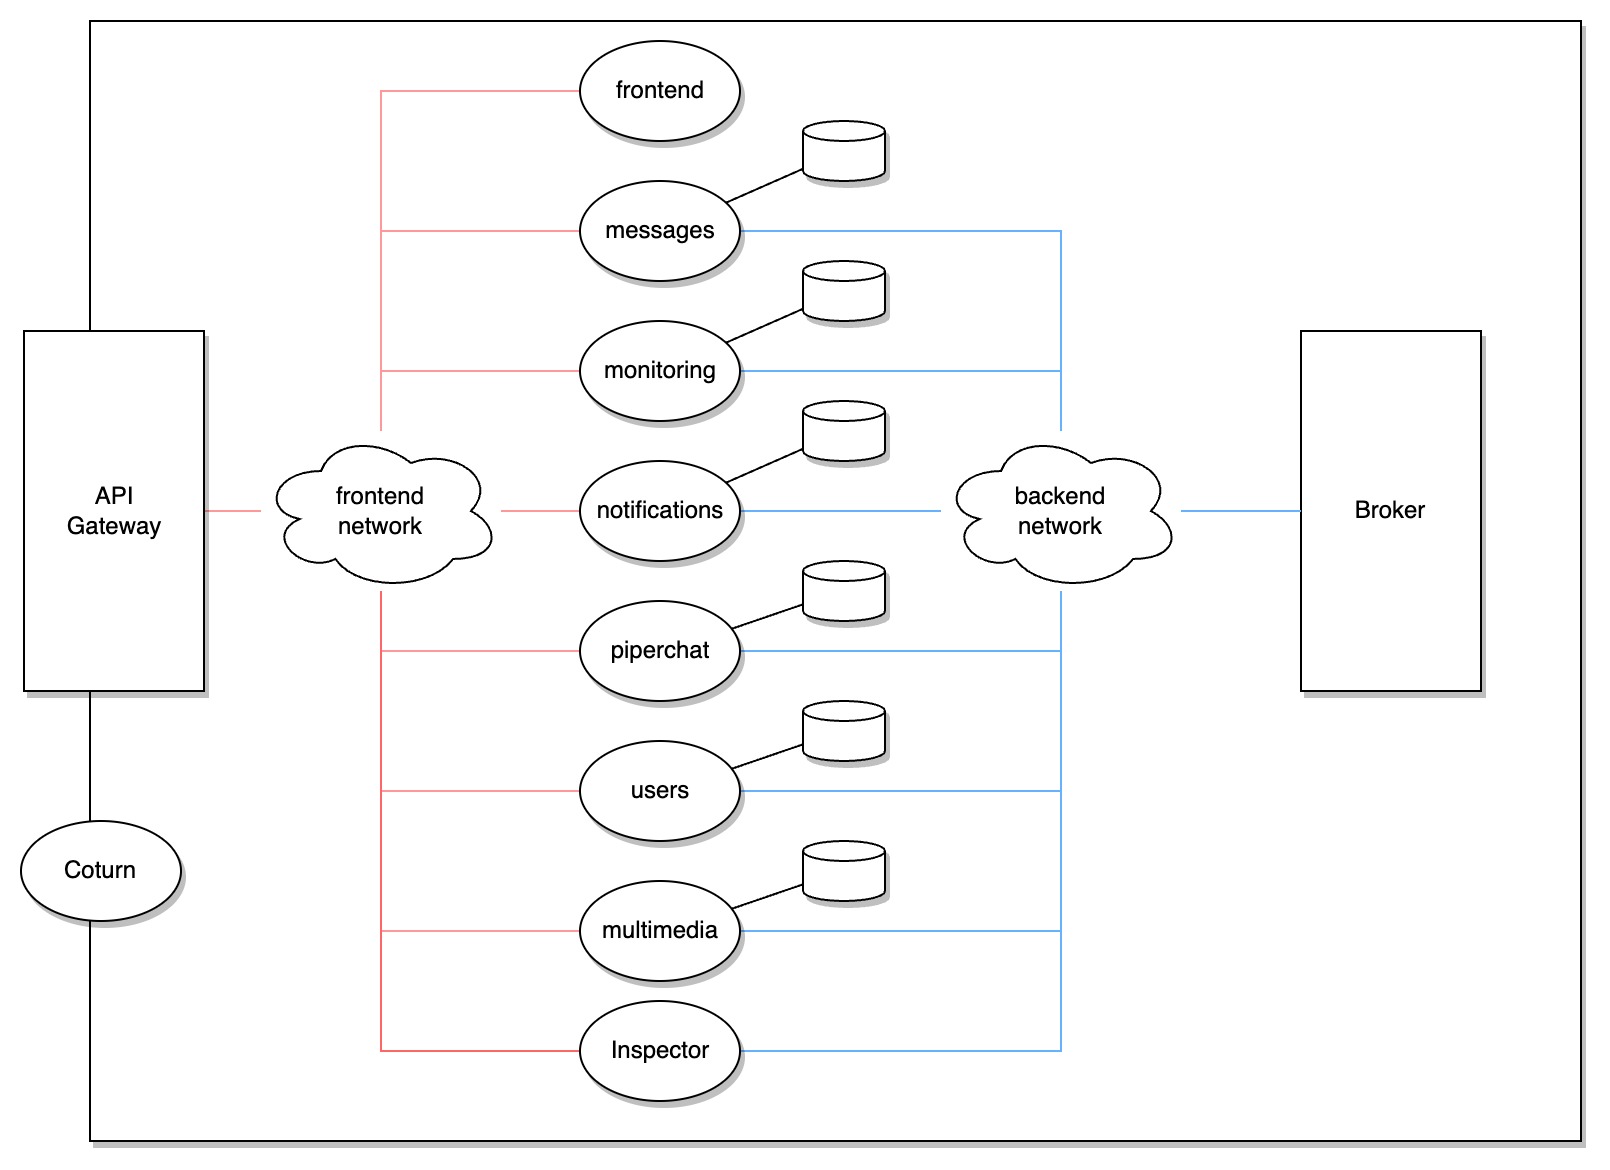 frontend
messages
monitoring
API
Gateway
frontend
network
notifications
backend
network
Broker
piperchat
users
Coturn
multimedia
Inspector